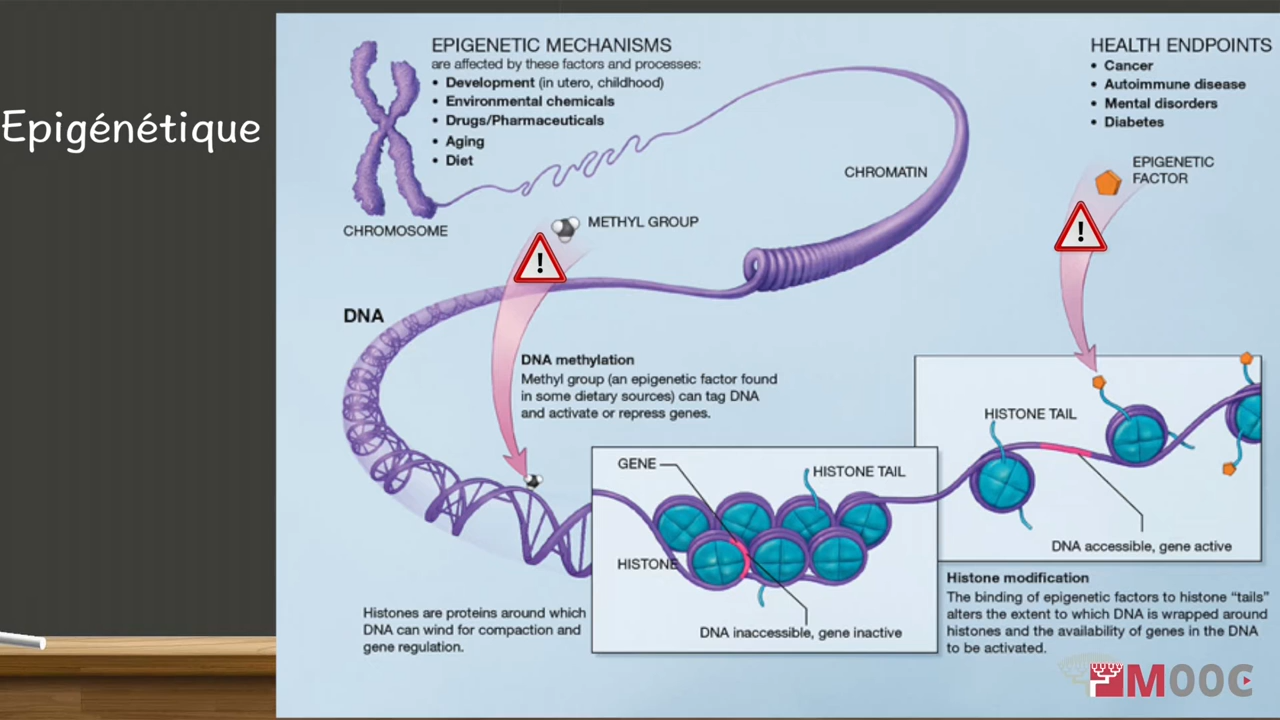 Epigénétique
EPIGENETIC MECHANISMS
are affected by these factors and processes:
• Development (in utero, childhood)
• Environmental chemicals
• Drugs/Pharmaceuticals
• Aging
• Diet
HEALTH ENDPOINTS
• Cancer
• Autoimmune disease
• Mental disorders
• Diabetes
EPIGENETIC
FACTOR
CHROMATIN
CHROMOSOME
METHYL GROUP
!
!
DNA
DNA methylation
Methyl group (an epigenetic factor found
in some dietary sources) can tag DNA
and activate or repress genes.
HISTONE TAIL
GENE
HISTONE TAIL
HISTONE
DNA accessible, gene active
DNA inaccessible, gene inactive
Histones are proteins around which
DNA can wind for compaction and
gene regulation.
Histone modification
The binding of epigenetic factors to histone “tails”
alters the extent to which DNA is wrapped around
histones and the availability of genes in the DNA
to be activated.
MOOC